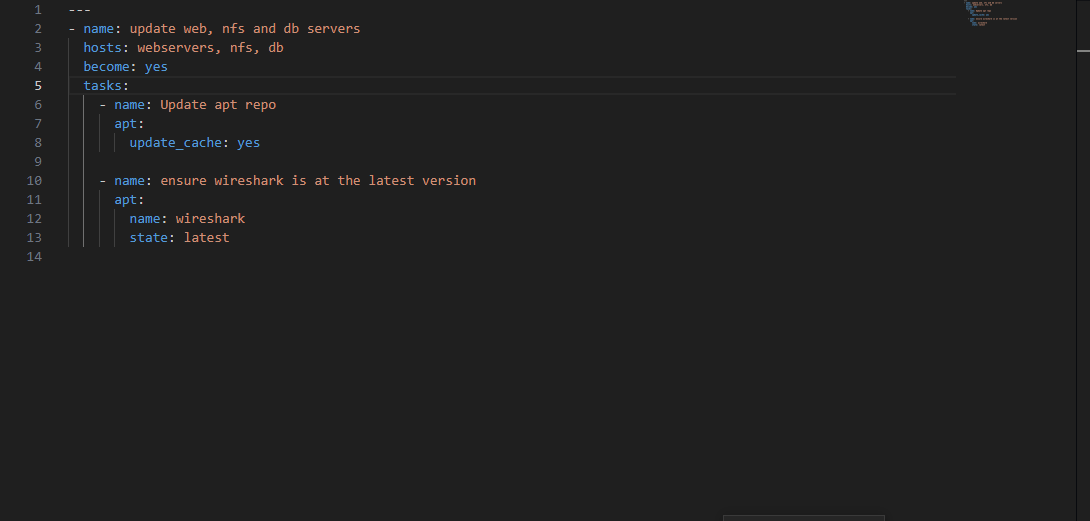 1 ---
2 - name: update web, nfs and db servers
3   hosts: webservers, nfs, db
4   become: yes
5   tasks:
6     - name: Update apt repo
7       apt:
8         update_cache: yes
9
10     - name: ensure wireshark is at the latest version
11       apt:
12         name: wireshark
13         state: latest
14